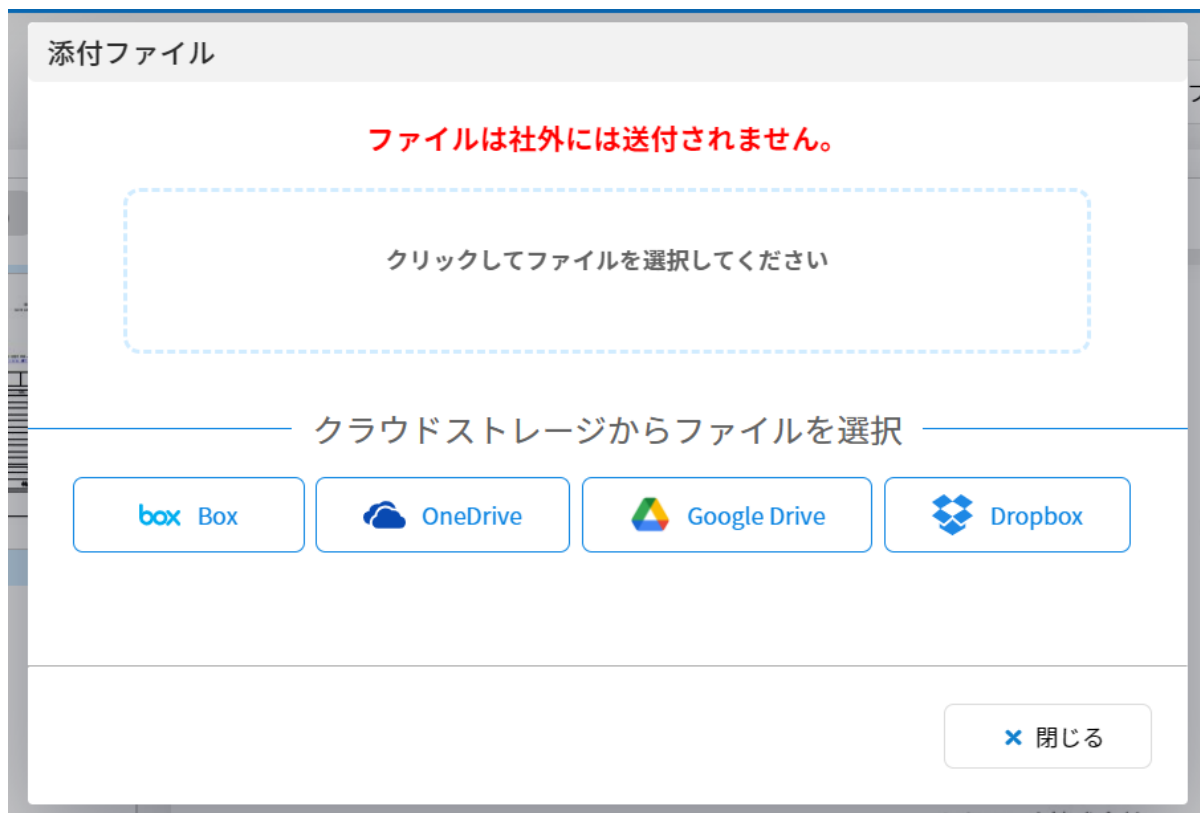 添付ファイル
ファイルは社外には送付されません。
クリックしてファイルを選択してください
クラウドストレージからファイルを選択
box Box
OneDrive
Google Drive
Dropbox
× 閉じる